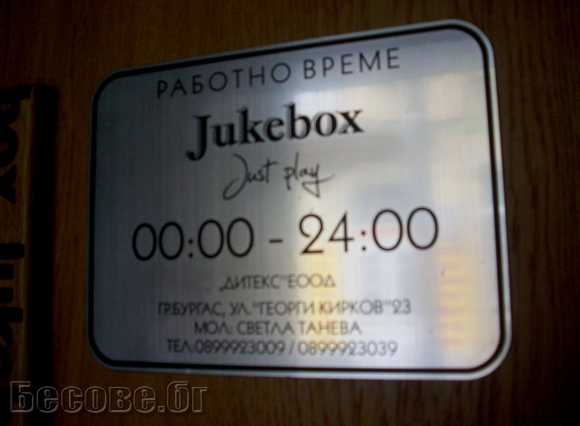 РАБОТНО ВРЕМЕ
Jukebox
Just play
00:00 - 24:00
„ДИТЕКС"ЕООД
ГР.БУРГАС, УЛ."ГЕОРГИ КИРКОВ"23
МОЛ: СВЕТЛА ТАНЕВА
ТЕЛ:0899923009 / 0899923039
Бесове.бг